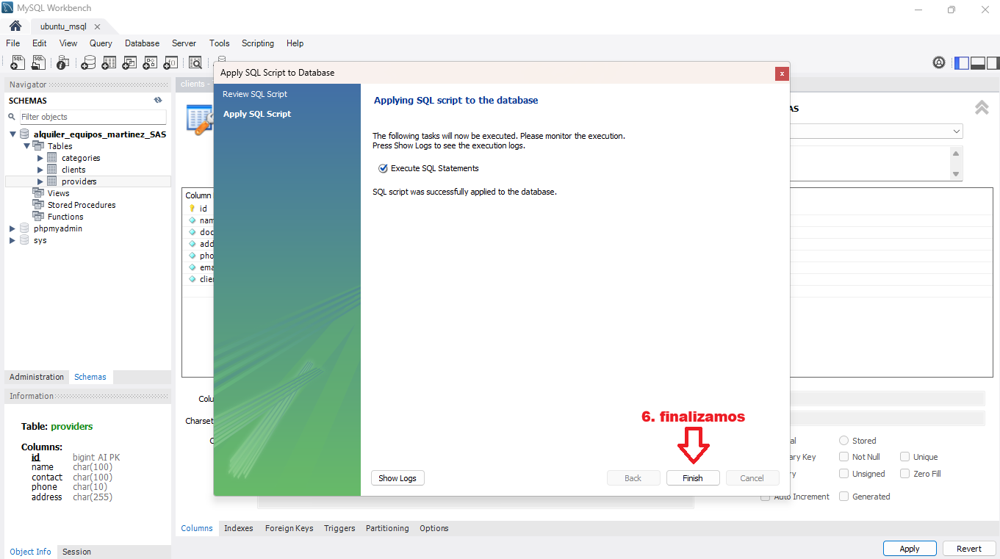 MySQL Workbench
ubuntu_msql
File Edit View Query Database Server Tools Scripting Help
Navigator
SCHEMAS
Filter objects
alquiler_equipos_martinez_SAS
Tables
categories
clients
providers
Views
Stored Procedures
Functions
phpmyadmin
sys
Administration Schemas
Information
Table: providers
Columns:
id bigint AI PK
name char(100)
contact char(100)
phone char(10)
address char(255)
Object Info Session
clients -
Apply SQL Script to Database
x
Review SQL Script
Apply SQL Script
Applying SQL script to the database
The following tasks will now be executed. Please monitor the execution.
Press Show Logs to see the execution logs.
Execute SQL Statements
SQL script was successfully applied to the database.
6. finalizamos
Show Logs Back Finish Cancel
AS
Column
id
nam
doc
add
pho
ema
clie
Colu
Charset
C
al Stored
ary Key Not Null Unique
ry Unsigned Zero Fill
Auto Increment Generated
Columns Indexes Foreign Keys Triggers Partitioning Options
Apply Revert